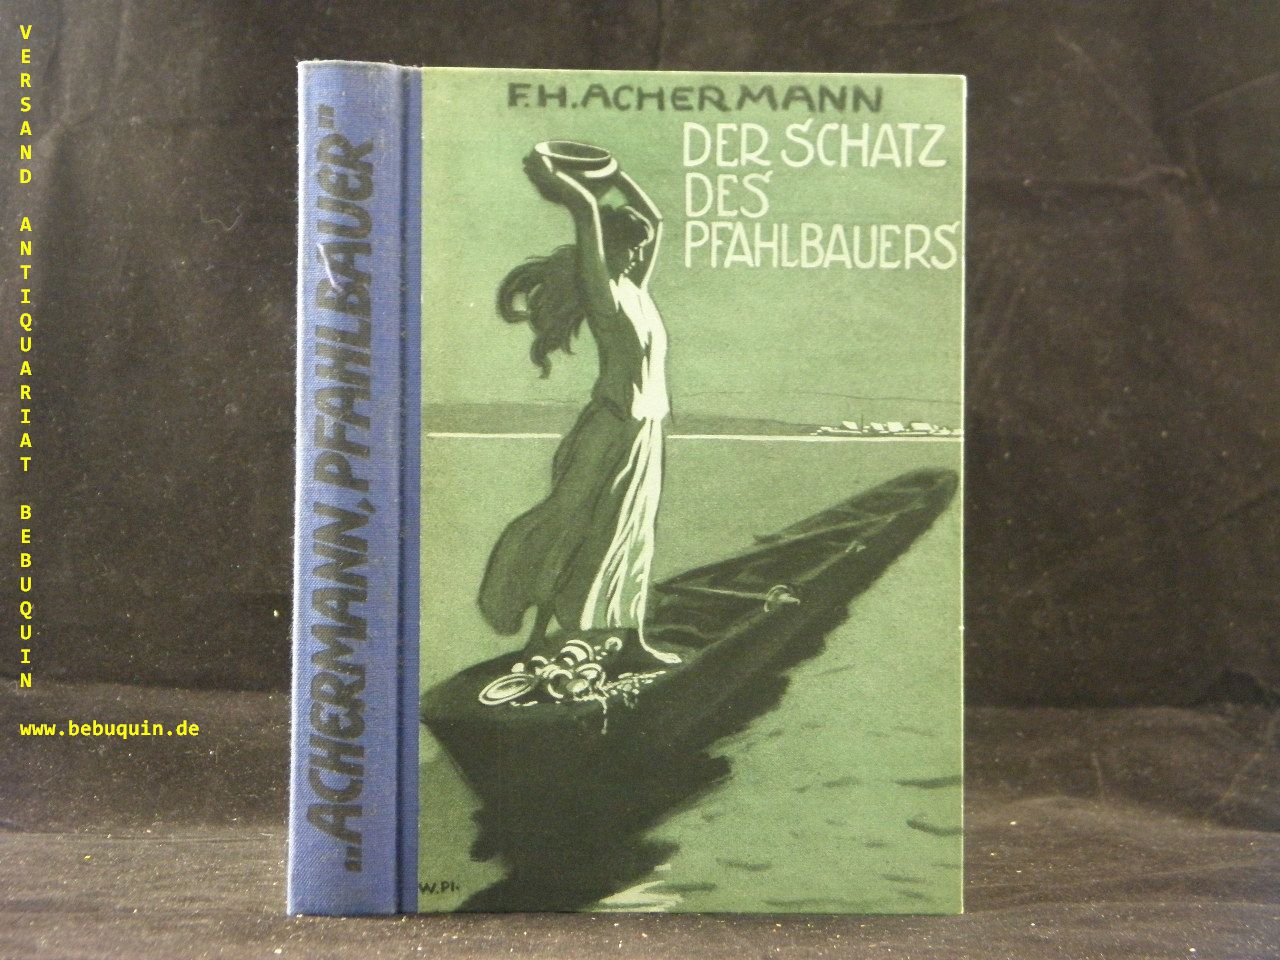 VERSAND ANTIQUARIAT BEBUQUIN
www.bebuquin.de
„ACHERMANN, PFAHLBAUER"
F.H. ACHERMANN
DER SCHATZ
DES
PFAHLBAUERS
W.Pl.